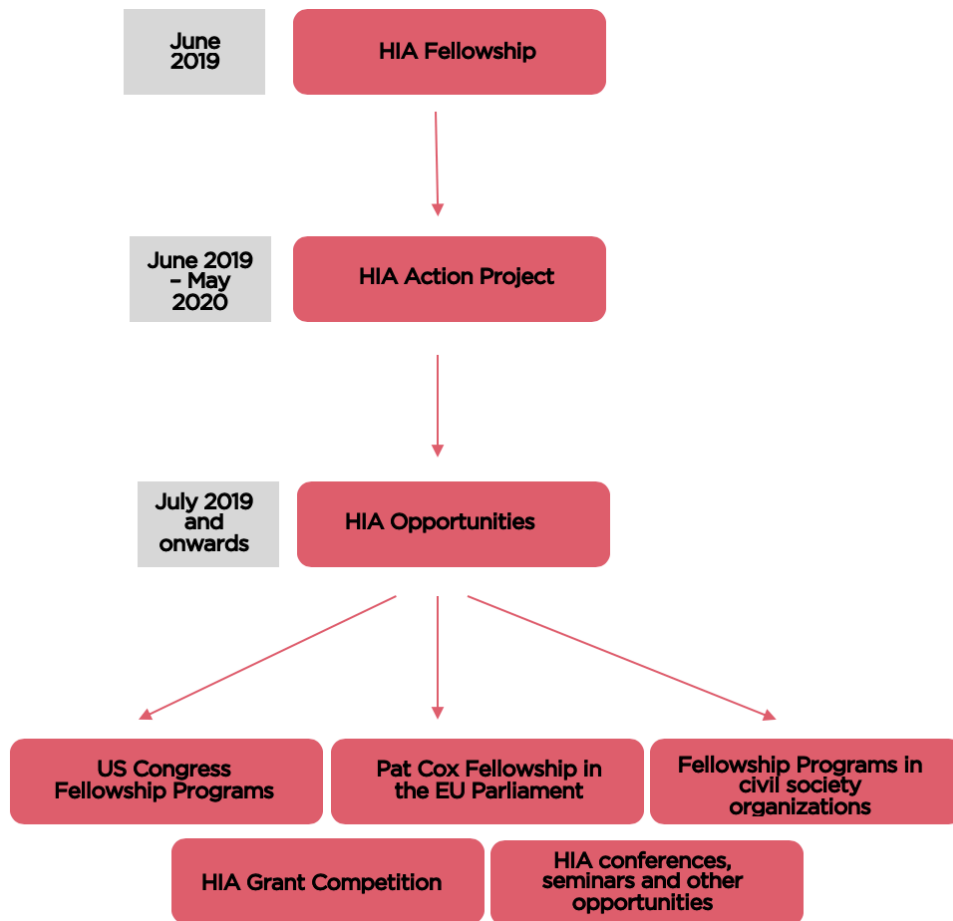 June
2019
HIA Fellowship
June 2019
– May
2020
HIA Action Project
July 2019
and
onwards
HIA Opportunities
US Congress
Fellowship Programs
Pat Cox Fellowship in
the EU Parliament
Fellowship Programs in
civil society
organizations
HIA Grant Competition
HIA conferences,
seminars and other
opportunities